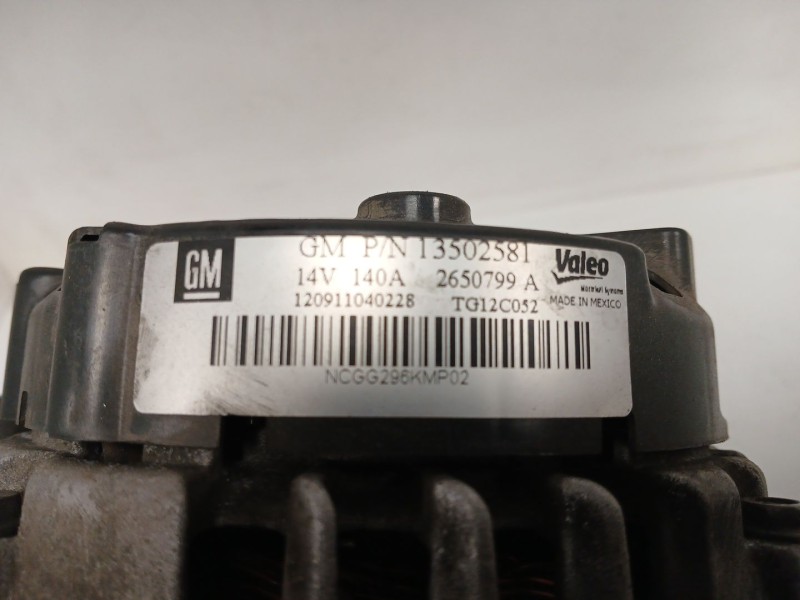 GM
GM P/N 13502581
14V 140A 2650799 A
120911040228 TG12C052
Valeo
MADE IN MEXICO
NCGG296KMP02